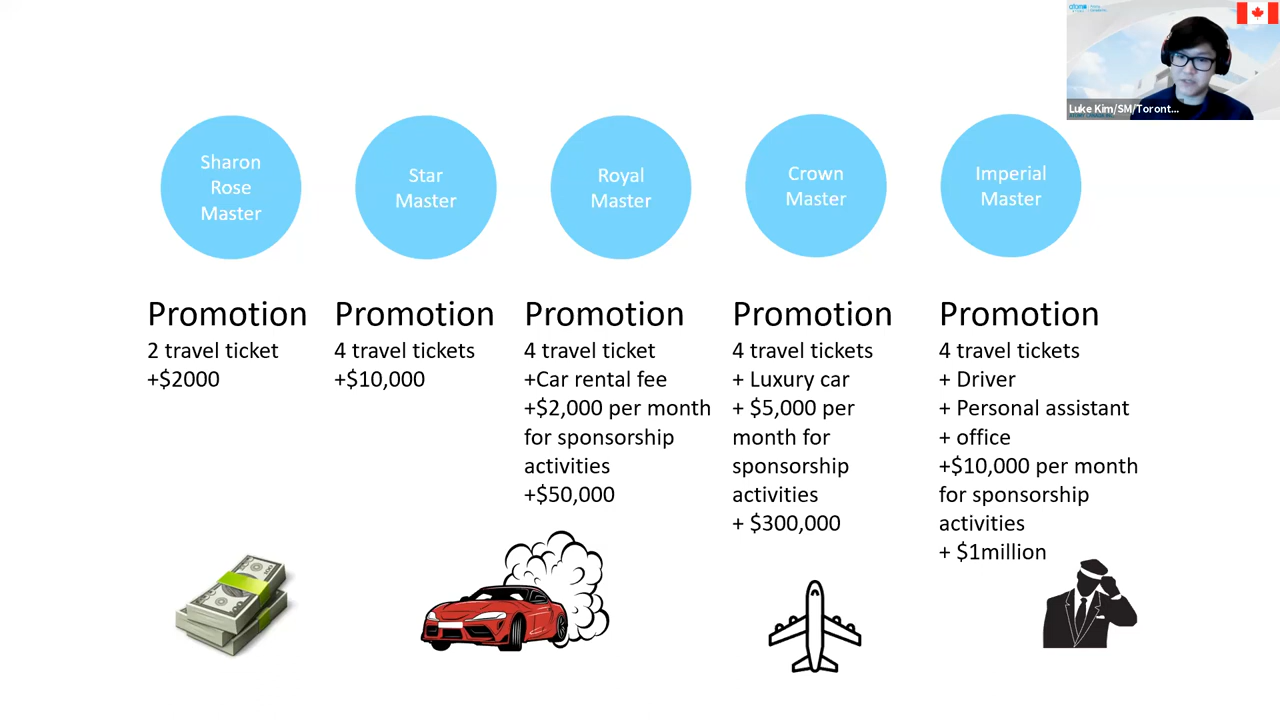 atom
Luke Kim/SM/Toront...
Sharon
Rose
Master
Star
Master
Royal
Master
Crown
Master
Imperial
Master
Promotion
2 travel ticket
+$2000
Promotion
4 travel tickets
+$10,000
Promotion
4 travel ticket
+Car rental fee
+$2,000 per month
for sponsorship
activities
+$50,000
Promotion
4 travel tickets
+ Luxury car
+ $5,000 per
month for
sponsorship
activities
+ $300,000
Promotion
4 travel tickets
+ Driver
+ Personal assistant
+ office
+$10,000 per month
for sponsorship
activities
+ $1million